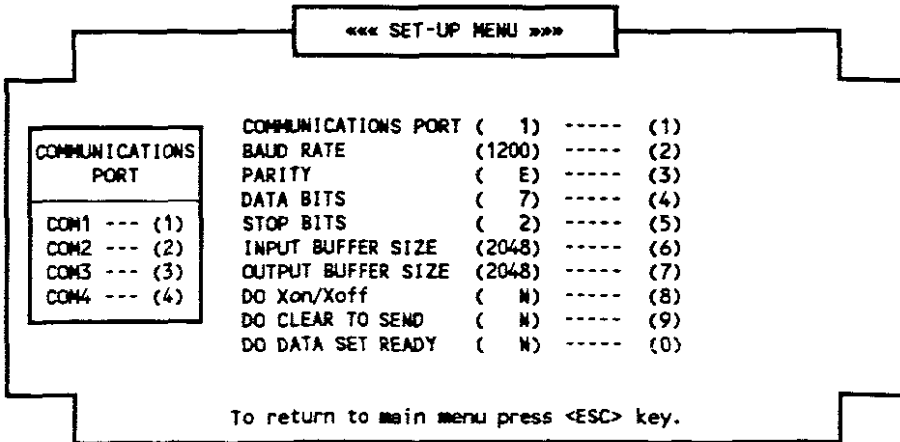 ««« SET-UP MENU »»»
COMMUNICATIONS
PORT
COM1 --- (1)
COM2 --- (2)
COM3 --- (3)
COM4 --- (4)
COMMUNICATIONS PORT (   1) ----- (1)
BAUD RATE (1200) ----- (2)
PARITY (   E) ----- (3)
DATA BITS (   7) ----- (4)
STOP BITS (   2) ----- (5)
INPUT BUFFER SIZE (2048) ----- (6)
OUTPUT BUFFER SIZE (2048) ----- (7)
DO Xon/Xoff (   N) ----- (8)
DO CLEAR TO SEND (   N) ----- (9)
DO DATA SET READY (   N) ----- (0)
To return to main menu press <ESC> key.